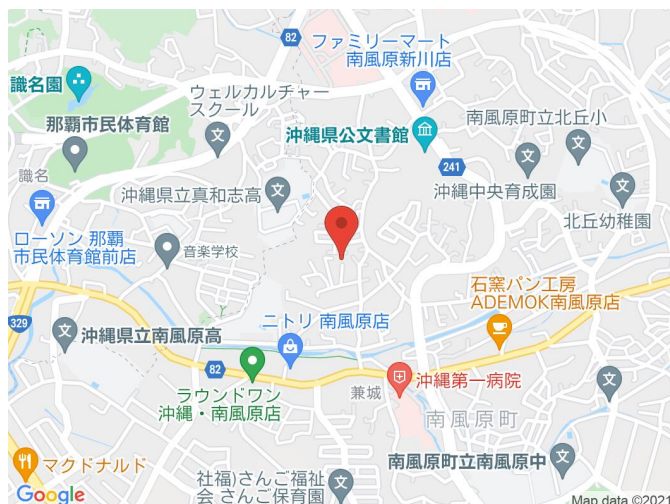 82
ファミリーマート
南風原新川店
識名園
ウェルカルチャー
スクール
那覇市民体育館
沖縄県公文書館
南風原町立北丘小
識名
241
沖縄県立真和志高
沖縄中央育成園
北丘幼稚園
ローソン 那覇
市民体育館前店
音楽学校
石窯パン工房
ADEMOK南風原店
329
沖縄県立南風原高
ニトリ 南風原店
82
ラウンドワン
沖縄・南風原店
兼城
沖縄第一病院
南風原町
マクドナルド
社福)さんご福祉
会 さんご保育園
南風原町立南風原中
Google
Map data ©2021